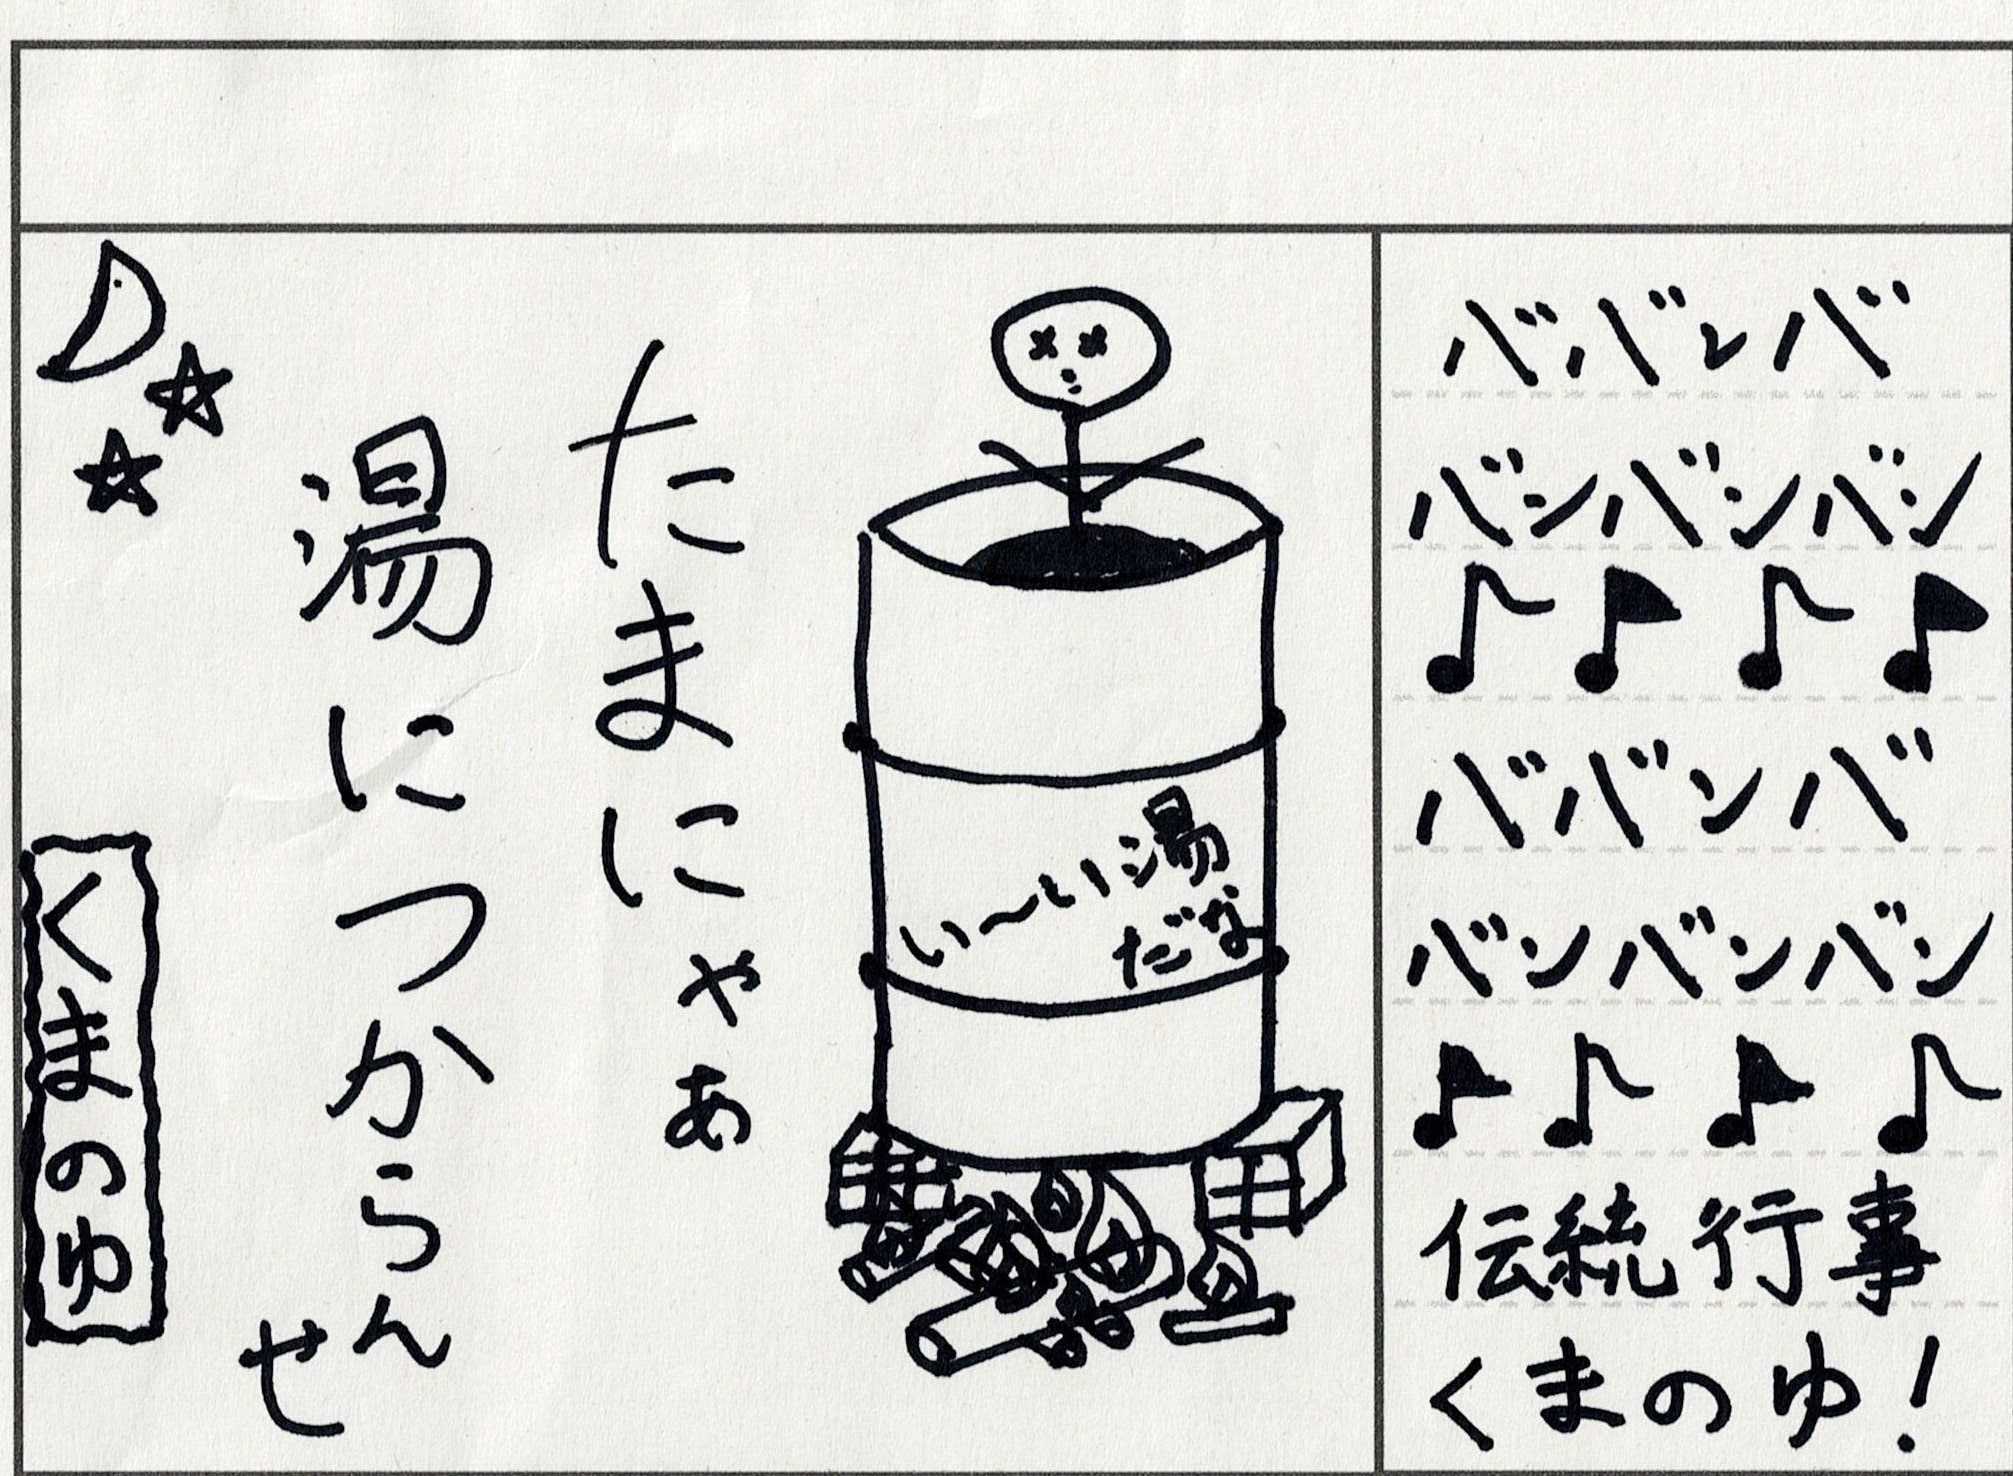 ババンバ
バンバンバン
♪♪♪♪
ババンバ
バンバンバン
♪♪♪♪
伝統行事
くまのゆ!
い〜い湯
だな
たまにゃぁ
湯につからんせ
くまのゆ